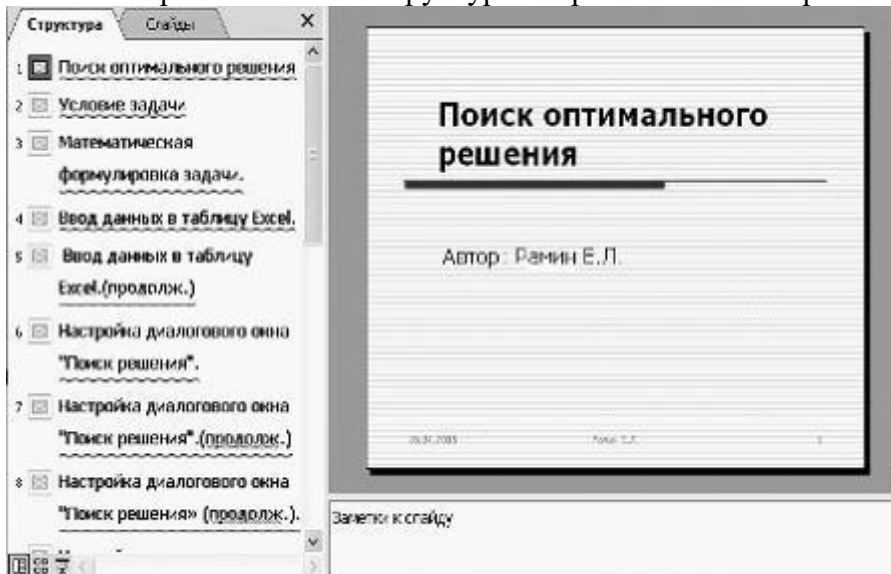 Структура
Слайды
1 Поиск оптимального решения
2 Условие задачи
3 Математическая
формулировка задачи.
4 Ввод данных в таблицу Excel.
5 Ввод данных в таблицу
Excel.(продолж.)
6 Настройка диалогового окна
"Поиск решения".
7 Настройка диалогового окна
"Поиск решения".(продолж.)
8 Настройка диалогового окна
"Поиск решения» (продолж.).
Поиск оптимального
решения
Автор: Рамин Е.Л.
Заметки к слайду